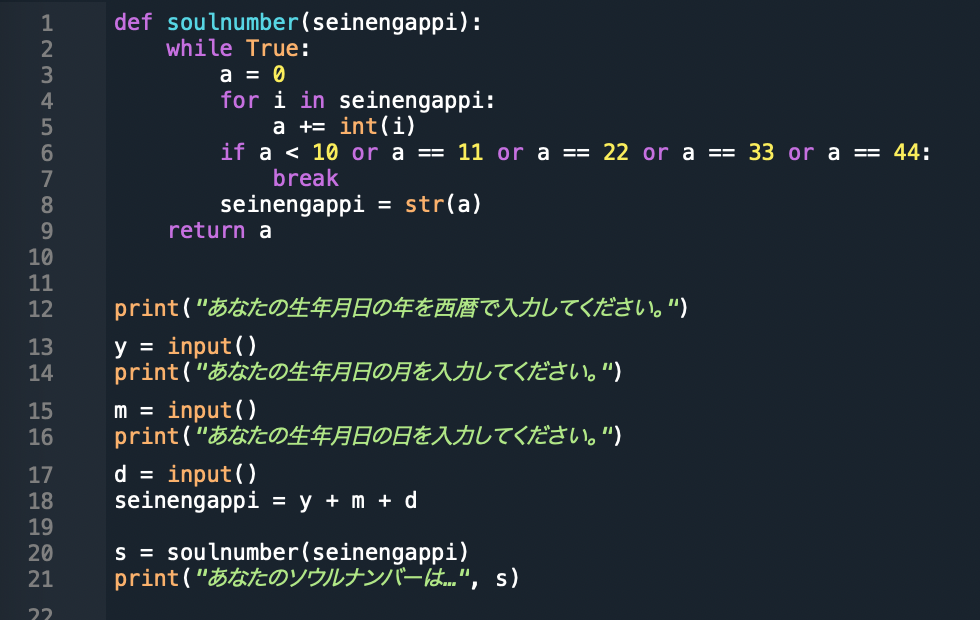 1 def soulnumber(seinengappi):
2     while True:
3         a = 0
4         for i in seinengappi:
5             a += int(i)
6         if a < 10 or a == 11 or a == 22 or a == 33 or a == 44:
7             break
8         seinengappi = str(a)
9     return a
10
11
12 print("あなたの生年月日の年を西暦で入力してください。")
13 y = input()
14 print("あなたの生年月日の月を入力してください。")
15 m = input()
16 print("あなたの生年月日の日を入力してください。")
17 d = input()
18 seinengappi = y + m + d
19
20 s = soulnumber(seinengappi)
21 print("あなたのソウルナンバーは…", s)
22